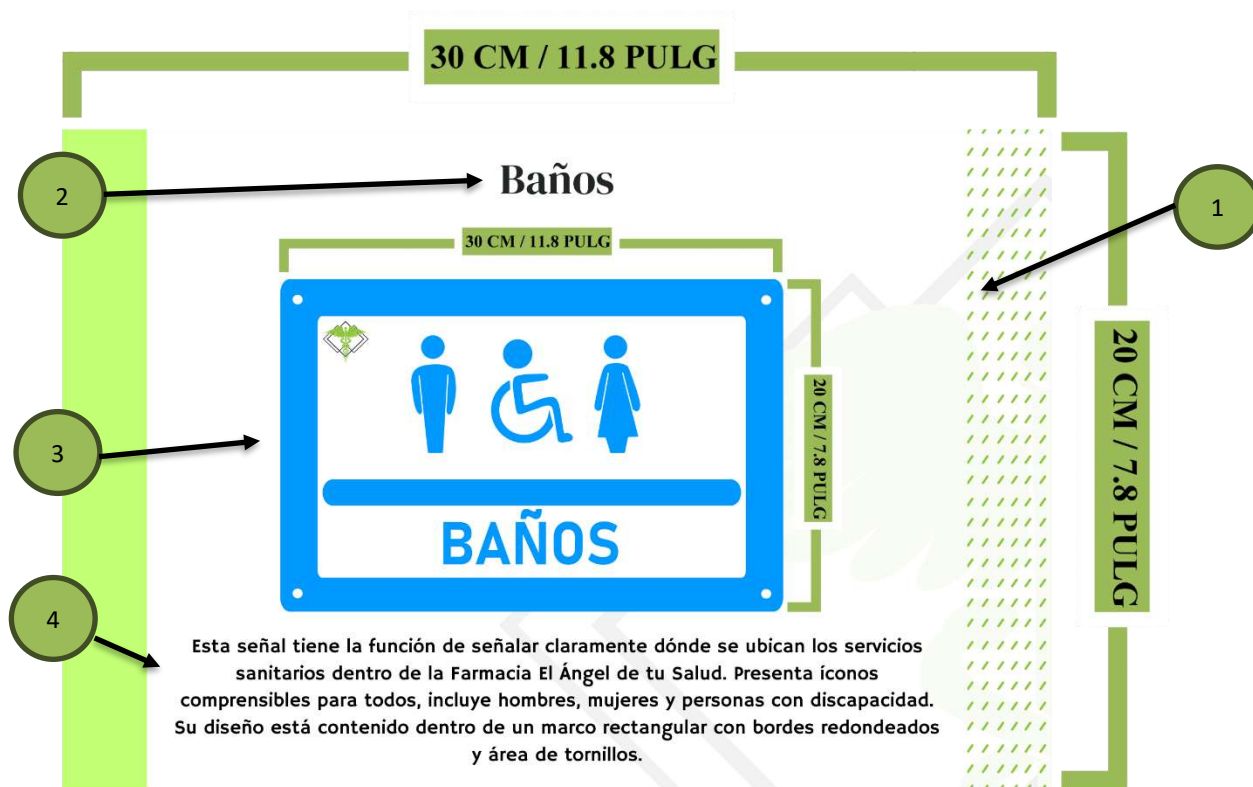 30 CM / 11.8 PULG
2
Baños
1
30 CM / 11.8 PULG
20 CM / 7.8 PULG
20 CM / 7.8 PULG
3
BAÑOS
4
Esta señal tiene la función de señalar claramente dónde se ubican los servicios
sanitarios dentro de la Farmacia El Ángel de tu Salud. Presenta íconos
comprensibles para todos, incluye hombres, mujeres y personas con discapacidad.
Su diseño está contenido dentro de un marco rectangular con bordes redondeados
y área de tornillos.